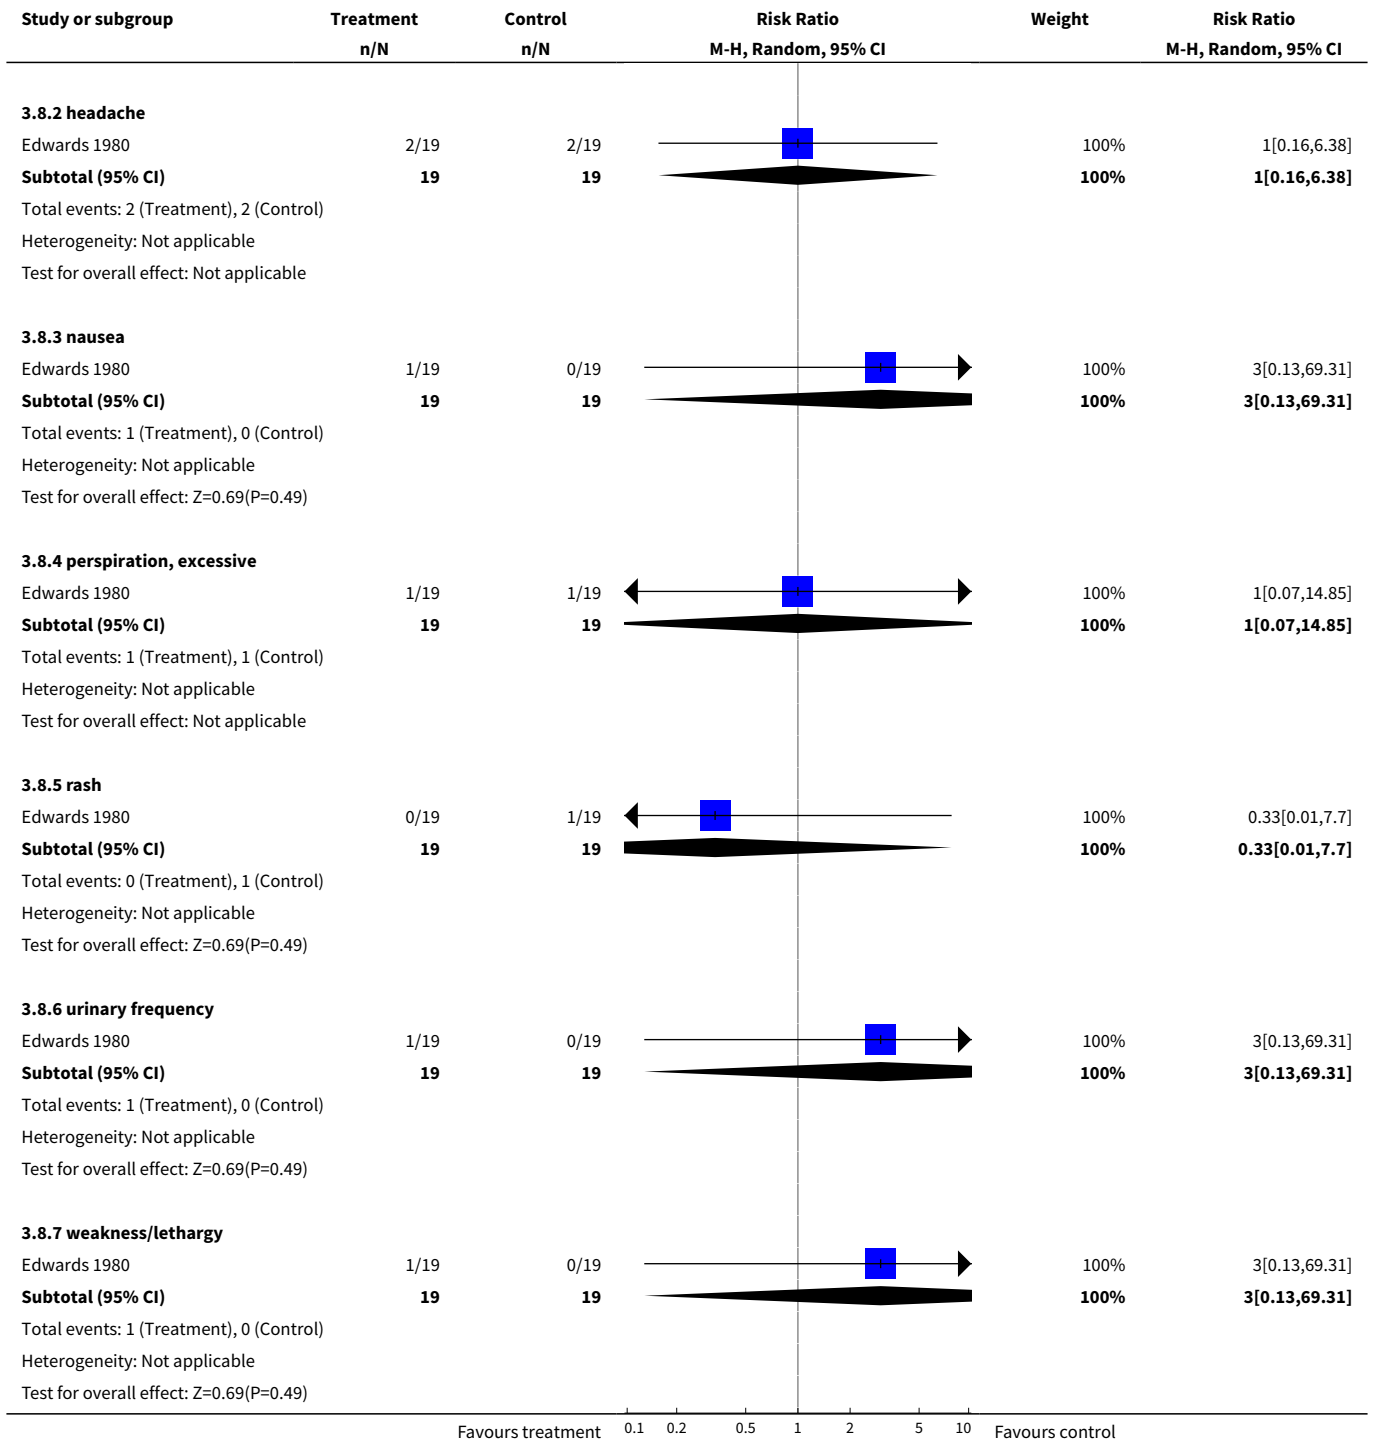 Study or subgroup Treatment Control Risk Ratio Weight Risk Ratio
n/N n/N M-H, Random, 95% CI M-H, Random, 95% CI
3.8.2 headache
Edwards 1980 2/19 2/19 100% 1[0.16,6.38]
Subtotal (95% CI) 19 19 100% 1[0.16,6.38]
Total events: 2 (Treatment), 2 (Control)
Heterogeneity: Not applicable
Test for overall effect: Not applicable
3.8.3 nausea
Edwards 1980 1/19 0/19 100% 3[0.13,69.31]
Subtotal (95% CI) 19 19 100% 3[0.13,69.31]
Total events: 1 (Treatment), 0 (Control)
Heterogeneity: Not applicable
Test for overall effect: Z=0.69(P=0.49)
3.8.4 perspiration, excessive
Edwards 1980 1/19 1/19 100% 1[0.07,14.85]
Subtotal (95% CI) 19 19 100% 1[0.07,14.85]
Total events: 1 (Treatment), 1 (Control)
Heterogeneity: Not applicable
Test for overall effect: Not applicable
3.8.5 rash
Edwards 1980 0/19 1/19 100% 0.33[0.01,7.7]
Subtotal (95% CI) 19 19 100% 0.33[0.01,7.7]
Total events: 0 (Treatment), 1 (Control)
Heterogeneity: Not applicable
Test for overall effect: Z=0.69(P=0.49)
3.8.6 urinary frequency
Edwards 1980 1/19 0/19 100% 3[0.13,69.31]
Subtotal (95% CI) 19 19 100% 3[0.13,69.31]
Total events: 1 (Treatment), 0 (Control)
Heterogeneity: Not applicable
Test for overall effect: Z=0.69(P=0.49)
3.8.7 weakness/lethargy
Edwards 1980 1/19 0/19 100% 3[0.13,69.31]
Subtotal (95% CI) 19 19 100% 3[0.13,69.31]
Total events: 1 (Treatment), 0 (Control)
Heterogeneity: Not applicable
Test for overall effect: Z=0.69(P=0.49)
Favours treatment 0.1 0.2 0.5 1 2 5 10 Favours control